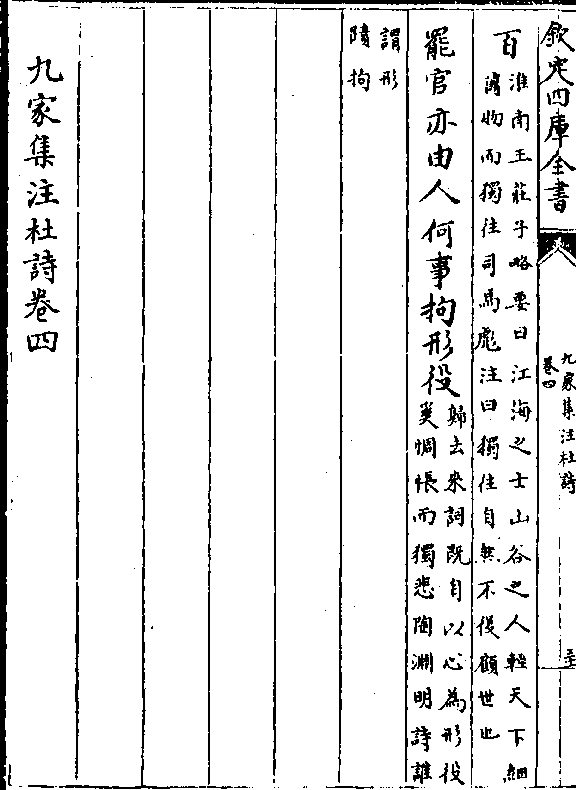 欽定四庫全書
九家集注杜詩
卷四
百
淮南王莊子略要曰江海之士山谷之人輕天下細
萬物而獨往司馬彪注曰獨往自然不復顧世也
罷官亦由人何事拘形役
歸去來詞既自以心為形役
奚惆悵而獨悲陶淵明詩誰
謂形
蹟拘
九家集注杜詩卷四